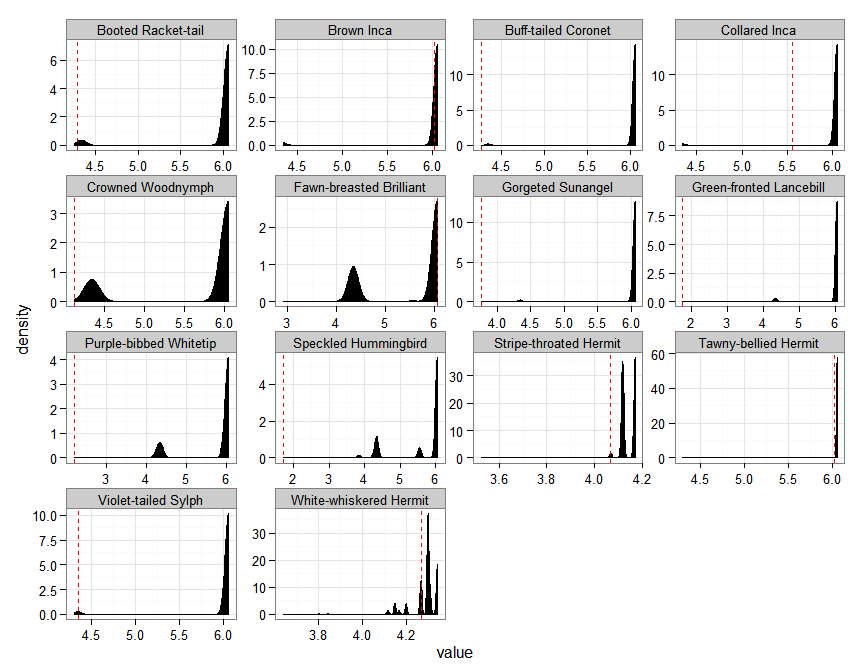 Booted Racket-tail Brown Inca Buff-tailed Coronet Collared Inca
6 4 2 0
10.0 7.5 5.0 2.5 0.0
10 5 0
10 5 0
4.5 5.0 5.5 6.0
4.5 5.0 5.5 6.0
4.5 5.0 5.5 6.0
4.5 5.0 5.5 6.0
Crowned Woodnymph Fawn-breasted Brilliant Gorgeted Sunangel Green-fronted Lancebill
3 2 1 0
2 1 0
10 5 0
7.5 5.0 2.5 0.0
4.5 5.0 5.5 6.0
3 4 5 6
4.0 4.5 5.0 5.5 6.0
2 3 4 5 6
density
Purple-bibbed Whitetip Speckled Hummingbird Stripe-throated Hermit Tawny-bellied Hermit
4 3 2 1 0
4 2 0
30 20 10 0
60 40 20 0
3 4 5 6
2 3 4 5 6
3.6 3.8 4.0 4.2
4.5 5.0 5.5 6.0
Violet-tailed Sylph White-whiskered Hermit
10.0 7.5 5.0 2.5 0.0
30 20 10 0
4.5 5.0 5.5 6.0
3.8 4.0 4.2
value